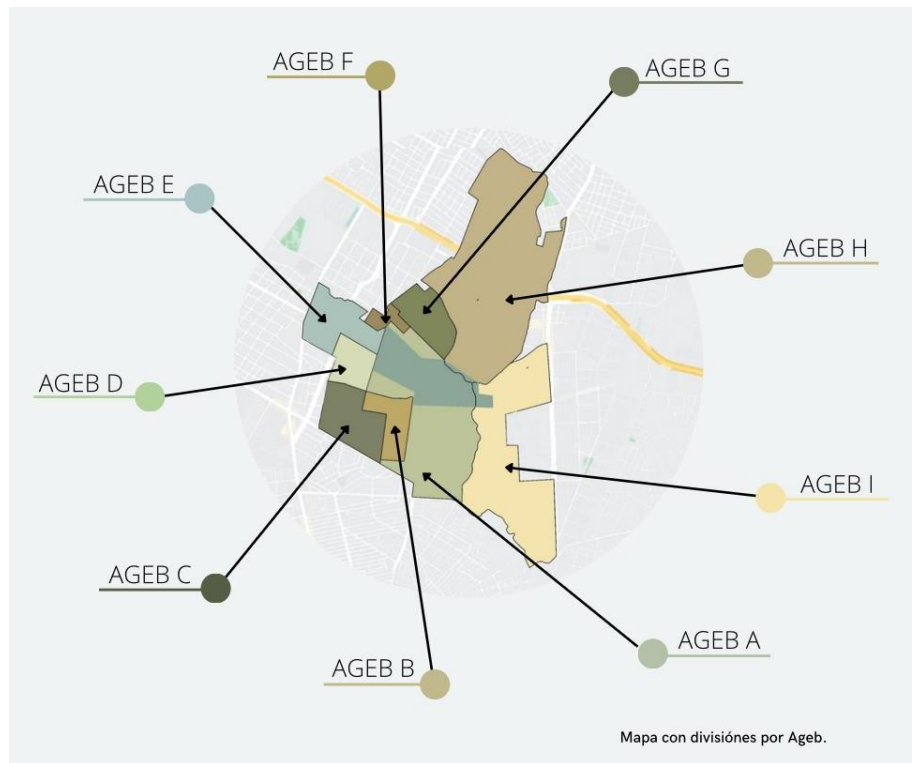 AGEB F
AGEB G
AGEB E
AGEB H
AGEB D
AGEB I
AGEB C
AGEB A
AGEB B
Mapa con divisiónes por Ageb.